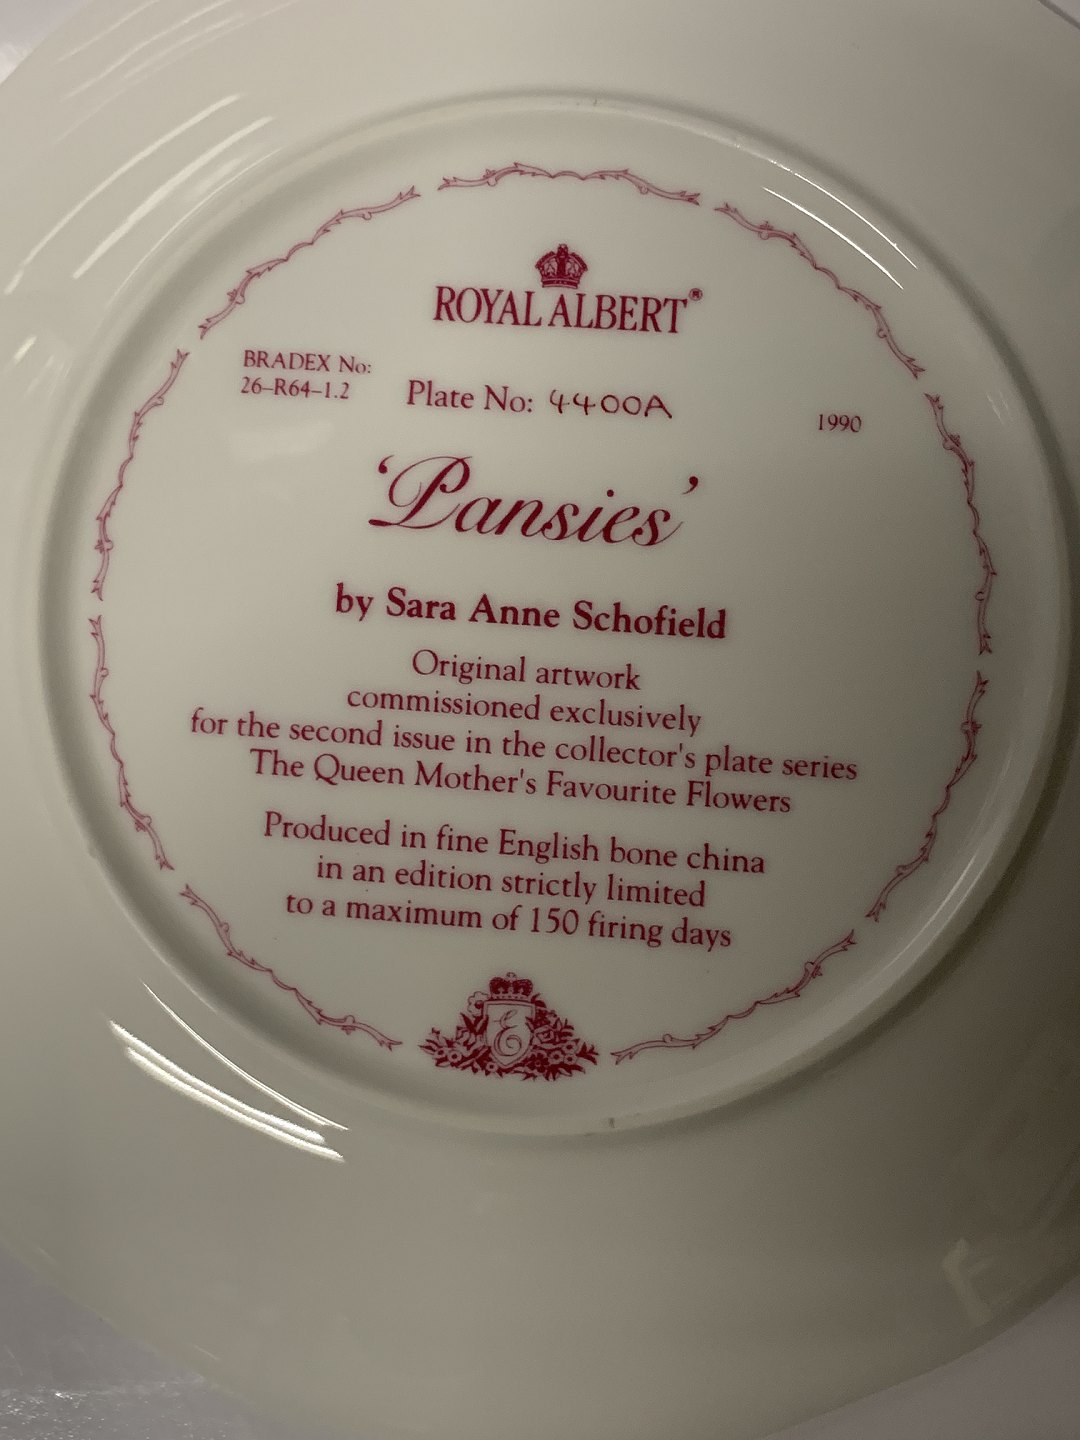 ROYAL ALBERT®
BRADEX No:
26–R64–1.2
Plate No: 4400A
1990
'Pansies'
by Sara Anne Schofield
Original artwork
commissioned exclusively
for the second issue in the collector's plate series
The Queen Mother's Favourite Flowers
Produced in fine English bone china
in an edition strictly limited
to a maximum of 150 firing days
E